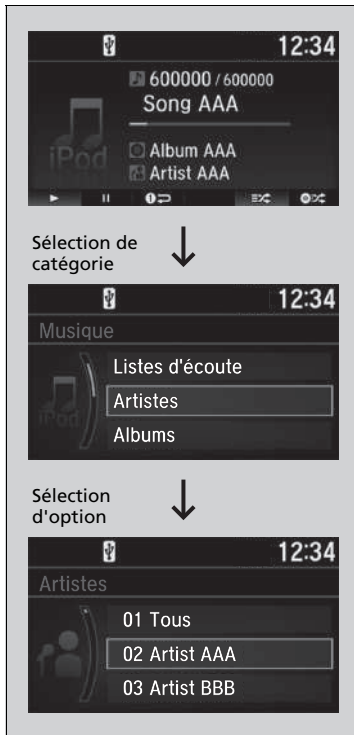 12:34
600000 / 600000
Song AAA
iPod
Album AAA
Artist AAA
Sélection de
catégorie
12:34
Musique
Listes d'écoute
iPod
Artistes
Albums
Sélection
d'option
12:34
Artistes
01 Tous
02 Artist AAA
03 Artist BBB